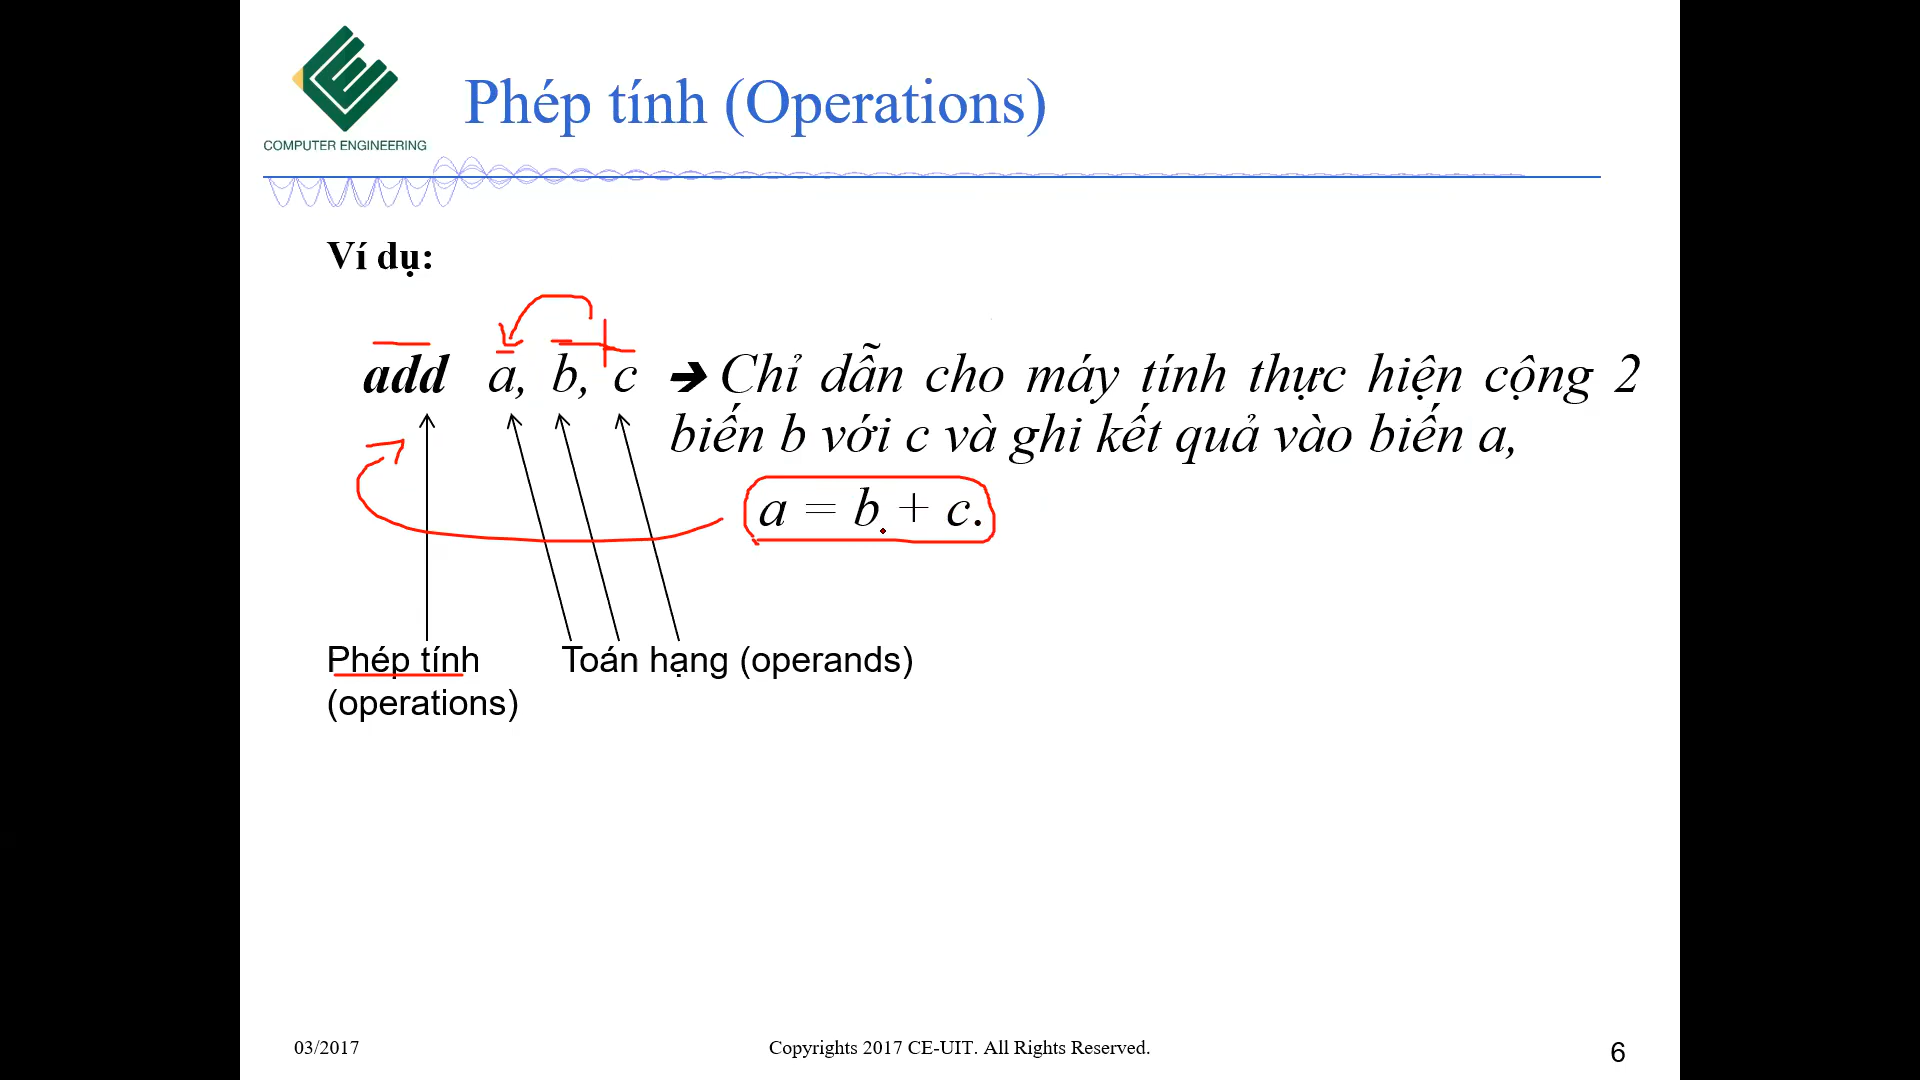 COMPUTER ENGINEERING
Phép tính (Operations)
Ví dụ:
add a, b, c ➔ Chỉ dẫn cho máy tính thực hiện cộng 2
biến b với c và ghi kết quả vào biến a,
a = b + c.
Phép tính
(operations)
Toán hạng (operands)
03/2017
Copyrights 2017 CE-UIT. All Rights Reserved.
6